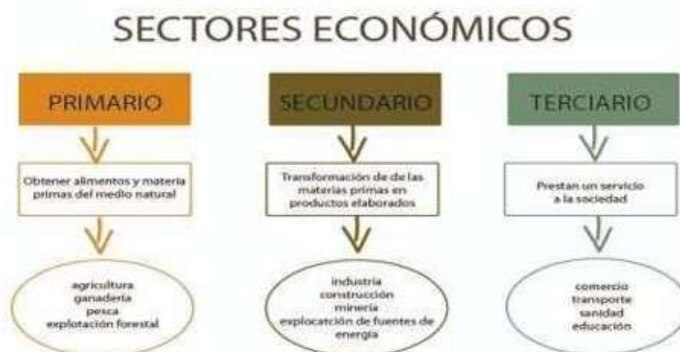 SECTORES ECONÓMICOS
PRIMARIO
Obtener alimentos y materia
primas del medio natural
agricultura
ganadería
pesca
explotación forestal
SECUNDARIO
Transformación de de las
materias primas en
productos elaborados
industria
construcción
minería
explocatción de fuentes de
energía
TERCIARIO
Prestan un servicio
a la sociedad
comercio
transporte
sanidad
educación